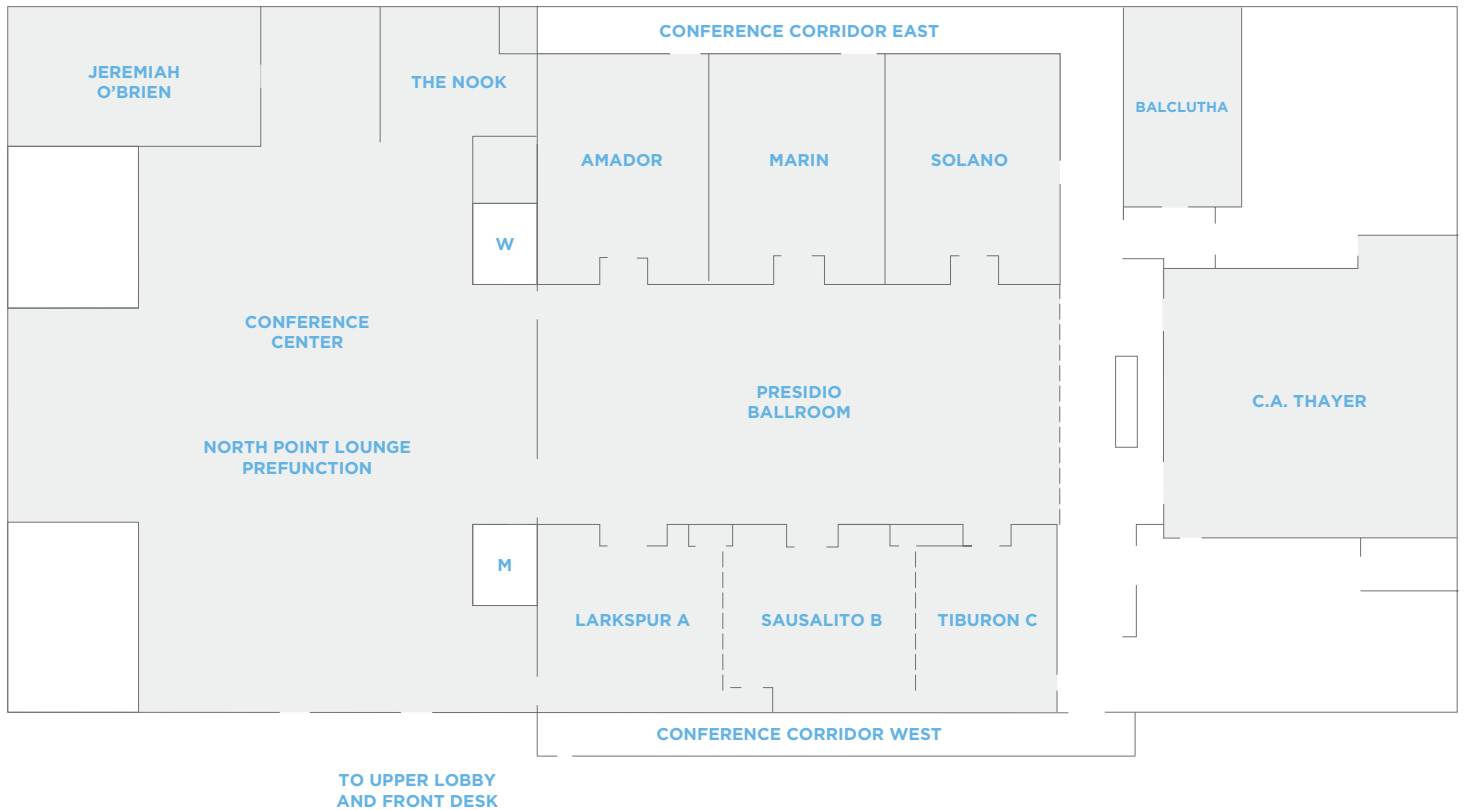 CONFERENCE CORRIDOR EAST
JEREMIAH
O'BRIEN
THE NOOK
BALCLUTHA
AMADOR
MARIN
SOLANO
W
CONFERENCE
CENTER
PRESIDIO
BALLROOM
C.A. THAYER
NORTH POINT LOUNGE
PREFUNCTION
M
LARKSPUR A
SAUSALITO B
TIBURON C
CONFERENCE CORRIDOR WEST
TO UPPER LOBBY
AND FRONT DESK